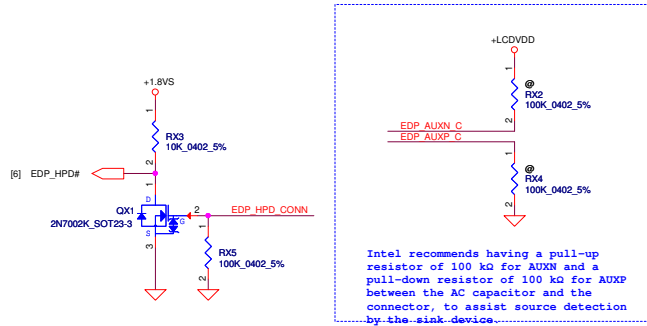 +1.8VS
1
RX3
10K_0402_5%
2
[6] EDP_HPD#
1
D
QX1
2N7002K_SOT23-3
2
G
EDP_HPD_CONN
S
3
1
RX5
100K_0402_5%
2
+LCDVDD
1
@
RX2
100K_0402_5%
2
EDP_AUXN_C
EDP_AUXP_C
1
@
RX4
100K_0402_5%
2
Intel recommends having a pull-up
resistor of 100 kΩ for AUXN and a
pull-down resistor of 100 kΩ for AUXP
between the AC capacitor and the
connector, to assist source detection
by the sink device.